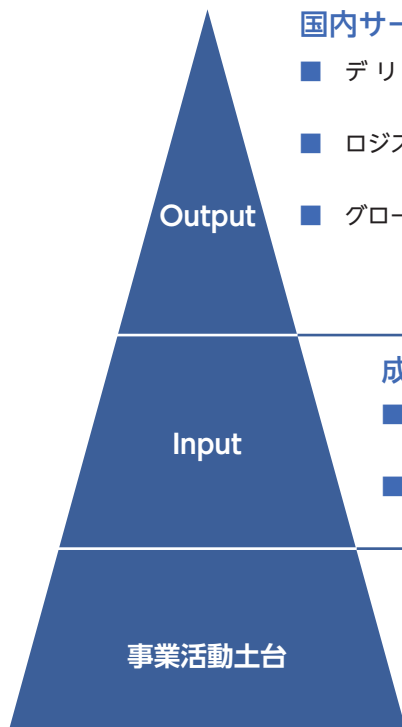 国内サー
デリ
ロジス
Output
グロー
成
Input
事業活動土台